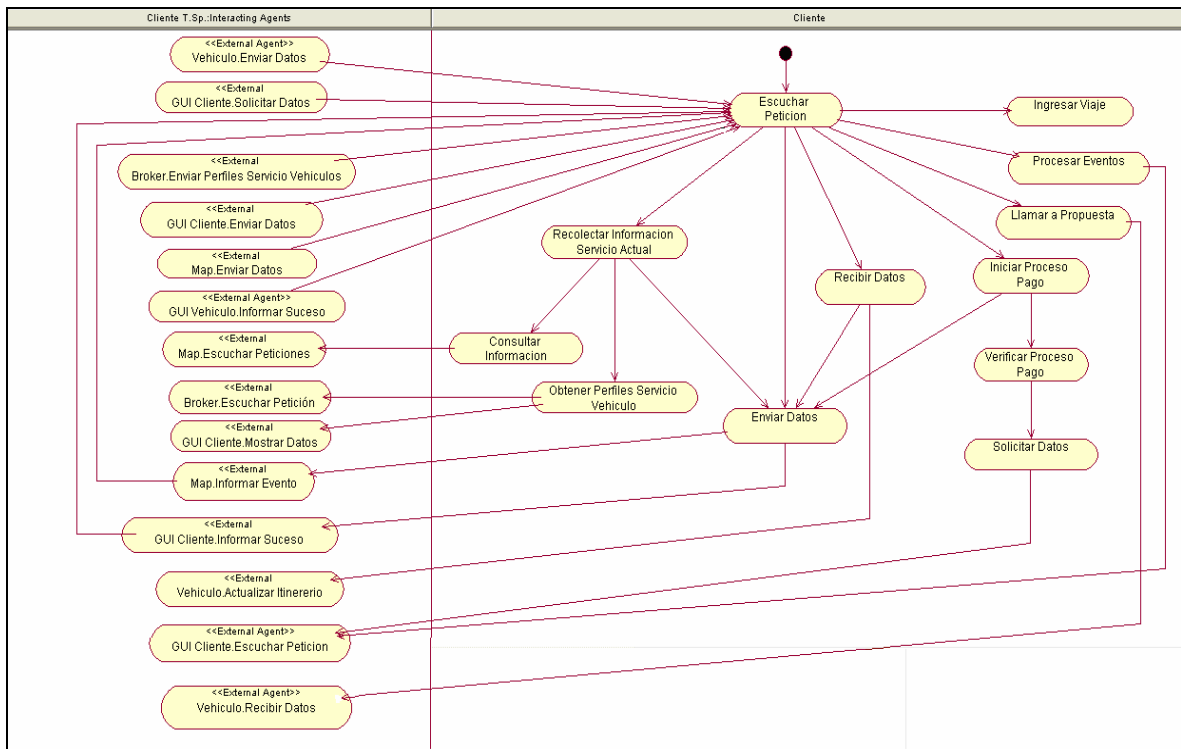 Cliente T.Sp.:Interacting Agents
Cliente
<<External Agent>>
Vehiculo.Enviar Datos
<<External
GUI Cliente.Solicitar Datos
<<External
Broker.Enviar Perfiles Servicio Vehiculos
<<External
GUI Cliente.Enviar Datos
<<External
Map.Enviar Datos
<<External Agent>>
GUI Vehiculo.Informar Suceso
<<External
Map.Escuchar Peticiones
<<External
Broker.Escuchar Petición
<<External
GUI Cliente.Mostrar Datos
<<External
Map.Informar Evento
<<External
GUI Cliente.Informar Suceso
<<External
Vehiculo.Actualizar Itinererio
<<External Agent>>
GUI Cliente.Escuchar Peticion
<<External Agent>>
Vehiculo.Recibir Datos
Escuchar
Peticion
Ingresar Viaje
Procesar Eventos
Llamar a Propuesta
Recolectar Informacion
Servicio Actual
Recibir Datos
Iniciar Proceso
Pago
Consultar
Informacion
Verificar Proceso
Pago
Obtener Perfiles Servicio
Vehiculo
Enviar Datos
Solicitar Datos